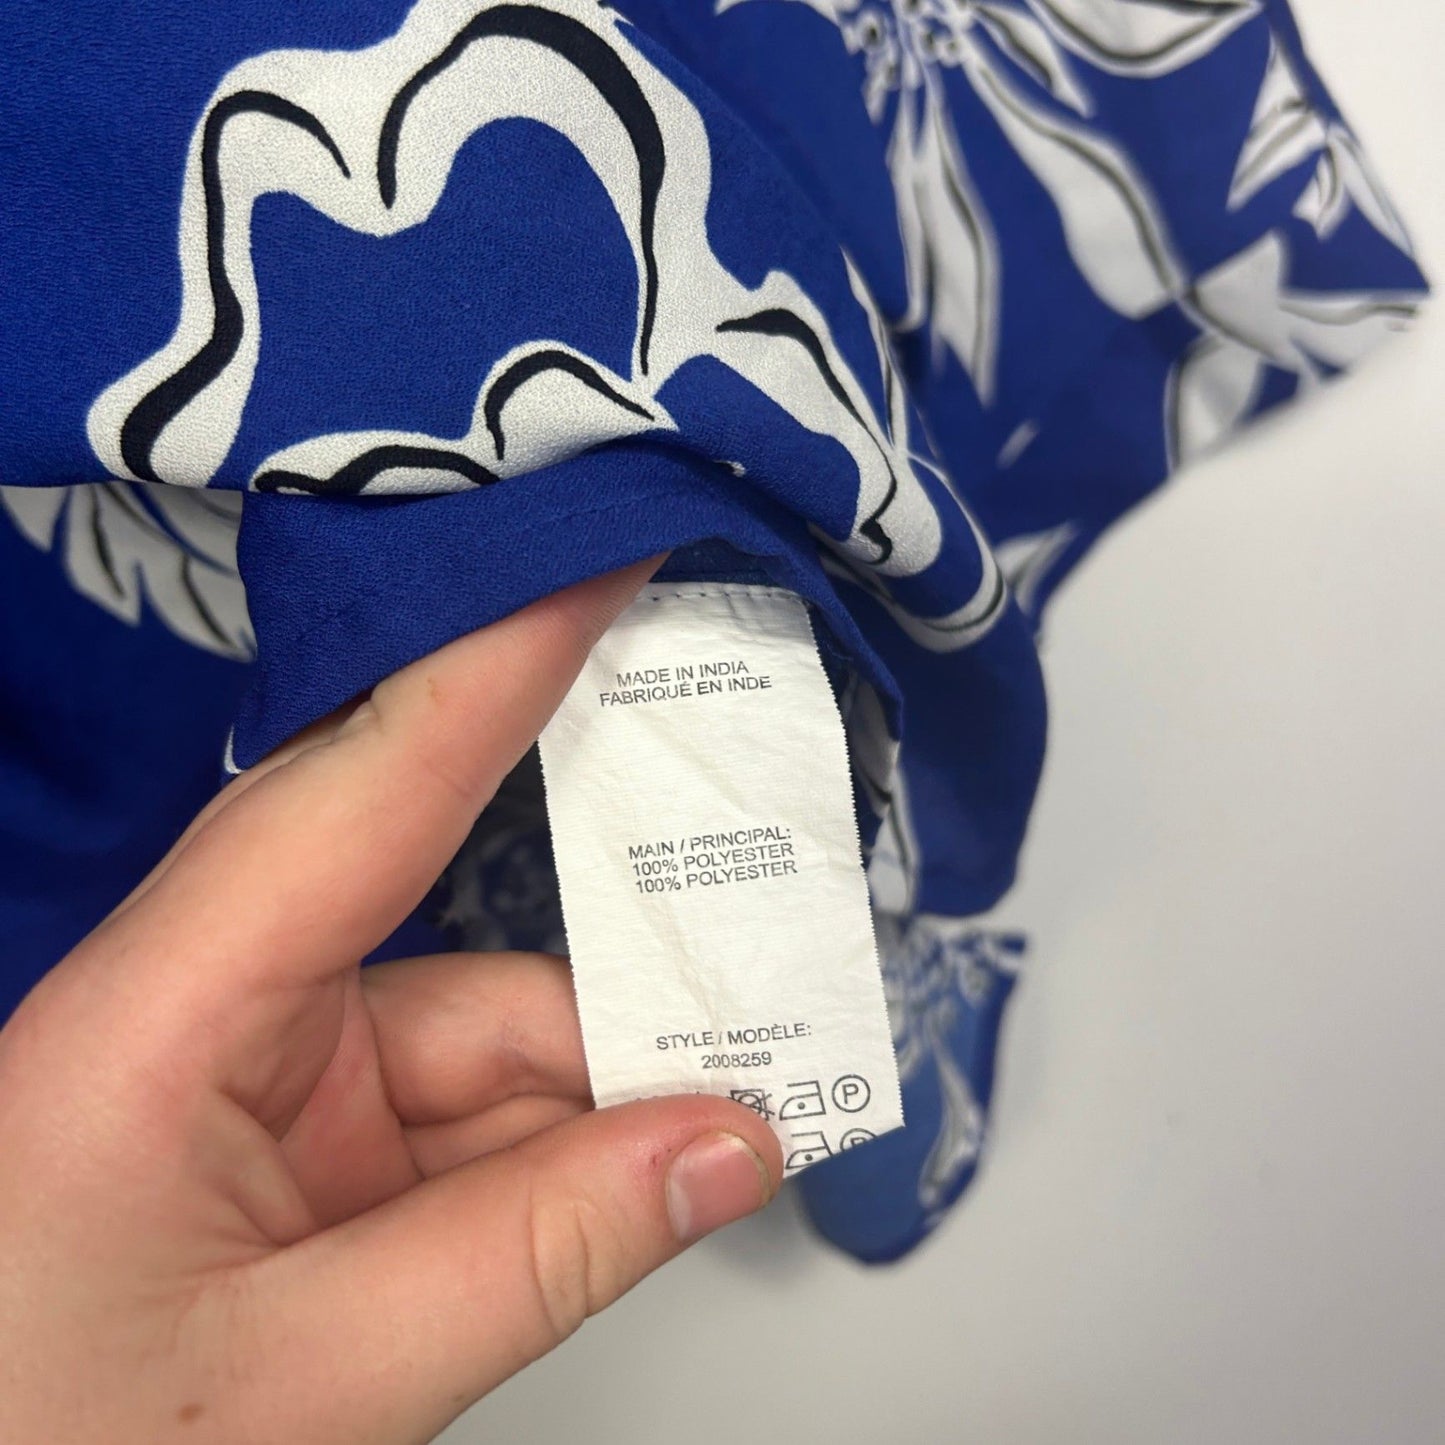 MADE IN INDIA
FABRIQUÉ EN INDE
MAIN / PRINCIPAL:
100% POLYESTER
100% POLYESTER
STYLE / MODÈLE:
2008259
P
P